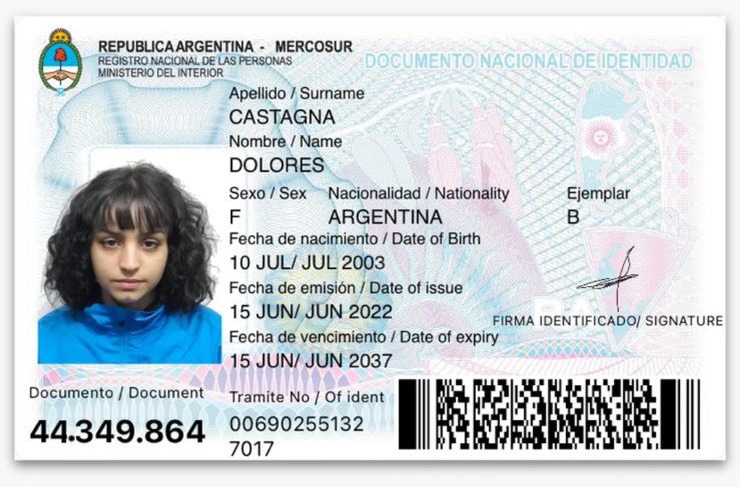 REPUBLICA ARGENTINA - MERCOSUR
REGISTRO NACIONAL DE LAS PERSONAS
MINISTERIO DEL INTERIOR
DOCUMENTO NACIONAL DE IDENTIDAD
Apellido / Surname
CASTAGNA
Nombre / Name
DOLORES
Sexo / Sex Nacionalidad / Nationality Ejemplar
F ARGENTINA B
Fecha de nacimiento / Date of Birth
10 JUL/ JUL 2003
Fecha de emisión / Date of issue
15 JUN/ JUN 2022
FIRMA IDENTIFICADO/ SIGNATURE
Fecha de vencimiento / Date of expiry
15 JUN/ JUN 2037
Documento / Document
44.349.864
Tramite No / Of ident
00690255132
7017